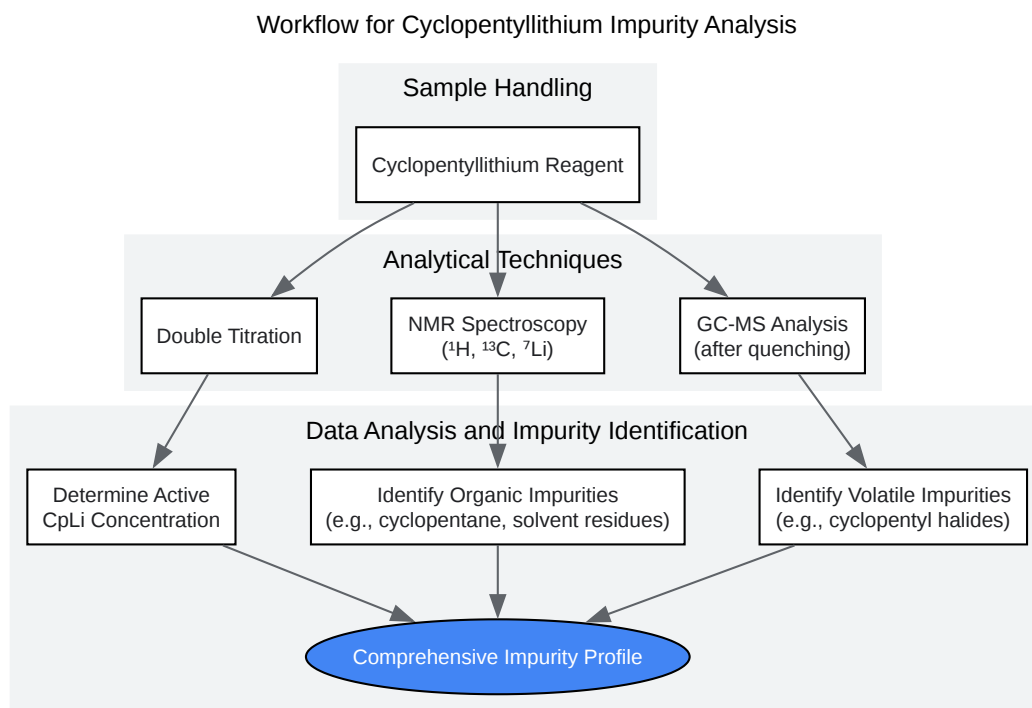 Workflow for Cyclopentyllithium Impurity Analysis
Sample Handling
Cyclopentyllithium Reagent
Analytical Techniques
Double Titration
NMR Spectroscopy
(¹H, ¹³C, ⁷Li)
GC-MS Analysis
(after quenching)
Data Analysis and Impurity Identification
Determine Active
CpLi Concentration
Identify Organic Impurities
(e.g., cyclopentane, solvent residues)
Identify Volatile Impurities
(e.g., cyclopentyl halides)
Comprehensive Impurity Profile